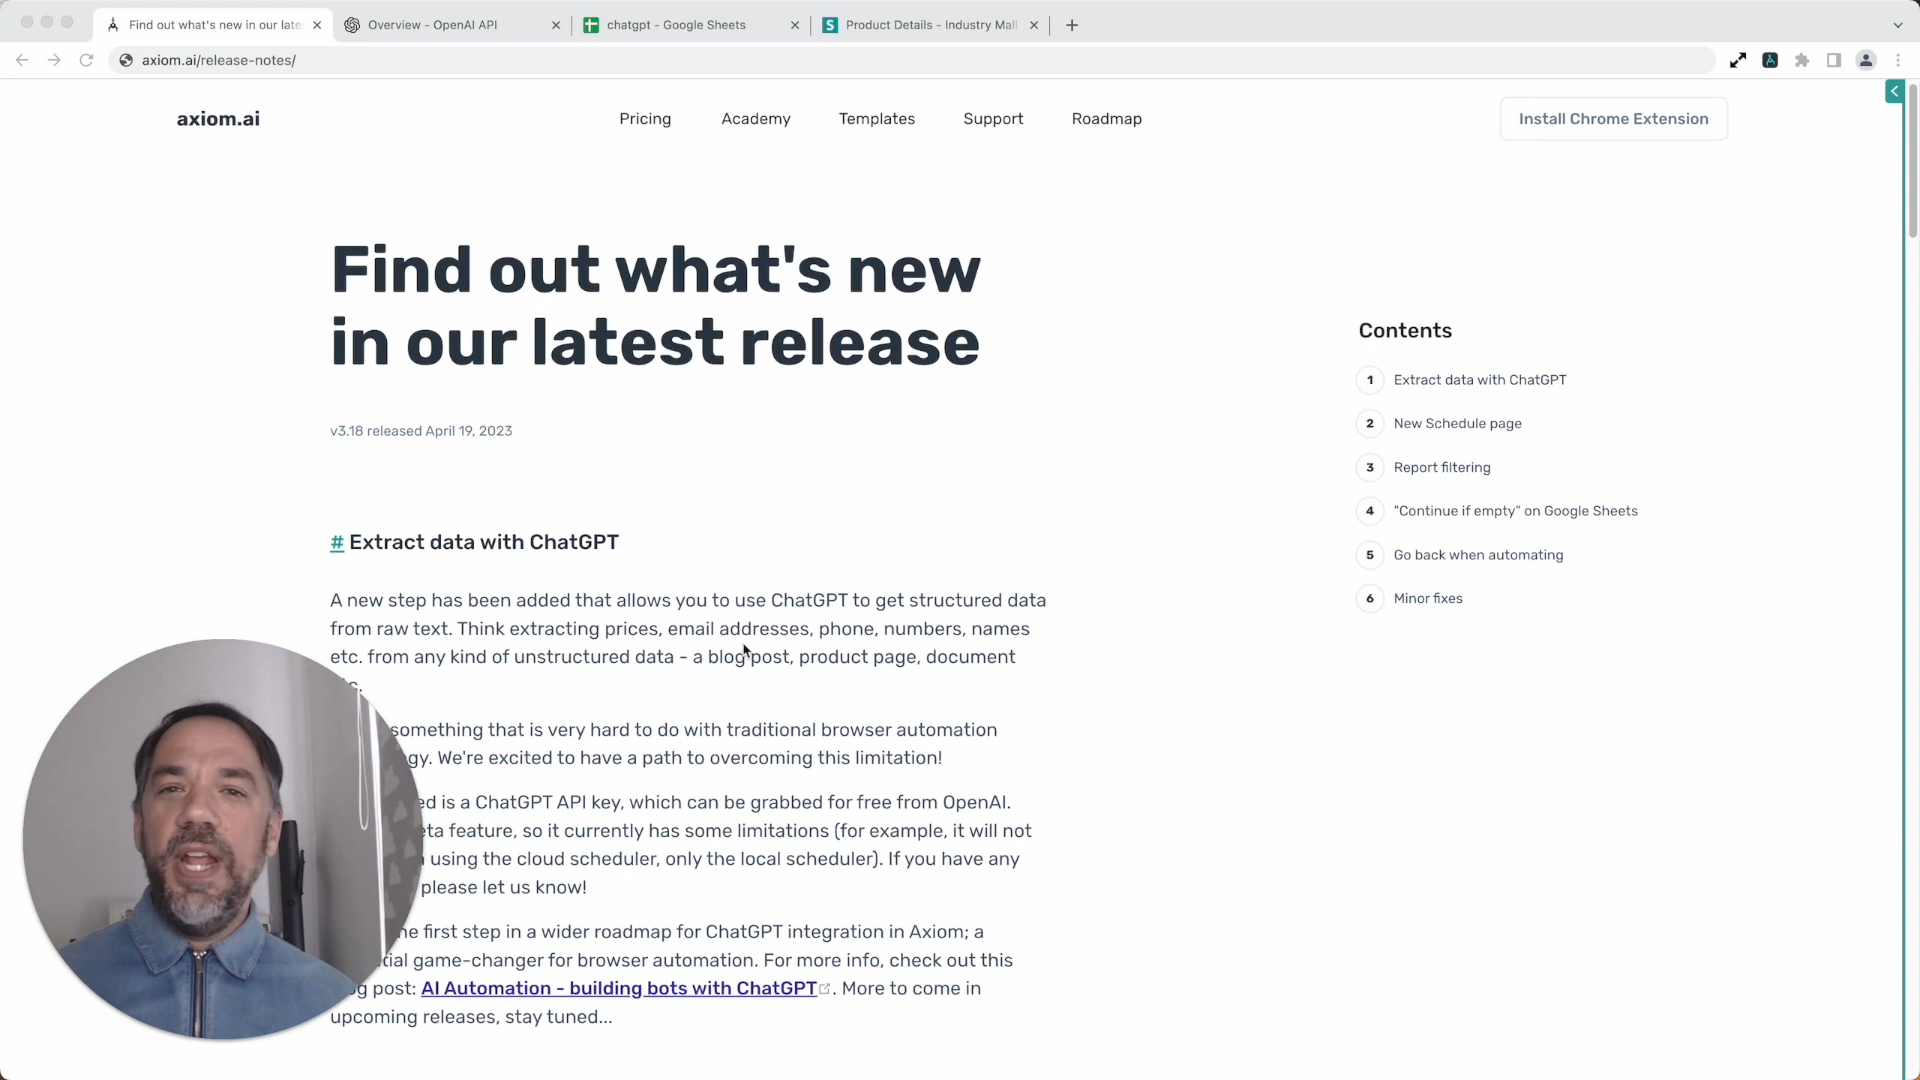 Find out what's new in our late
Overview - OpenAI API
chatgpt - Google Sheets
Product Details - Industry Mall
axiom.ai/release-notes/
axiom.ai
Pricing
Academy
Templates
Support
Roadmap
Install Chrome Extension
Find out what's new
in our latest release
v3.18 released April 19, 2023
# Extract data with ChatGPT
A new step has been added that allows you to use ChatGPT to get structured data
from raw text. Think extracting prices, email addresses, phone, numbers, names
etc. from any kind of unstructured data - a blog post, product page, document
something that is very hard to do with traditional browser automation
We're excited to have a path to overcoming this limitation!
is a ChatGPT API key, which can be grabbed for free from OpenAI.
feature, so it currently has some limitations (for example, it will not
using the cloud scheduler, only the local scheduler). If you have any
please let us know!
first step in a wider roadmap for ChatGPT integration in Axiom; a
game-changer for browser automation. For more info, check out this
post: AI Automation - building bots with ChatGPT. More to come in
upcoming releases, stay tuned...
Contents
1 Extract data with ChatGPT
2 New Schedule page
3 Report filtering
4 "Continue if empty" on Google Sheets
5 Go back when automating
6 Minor fixes